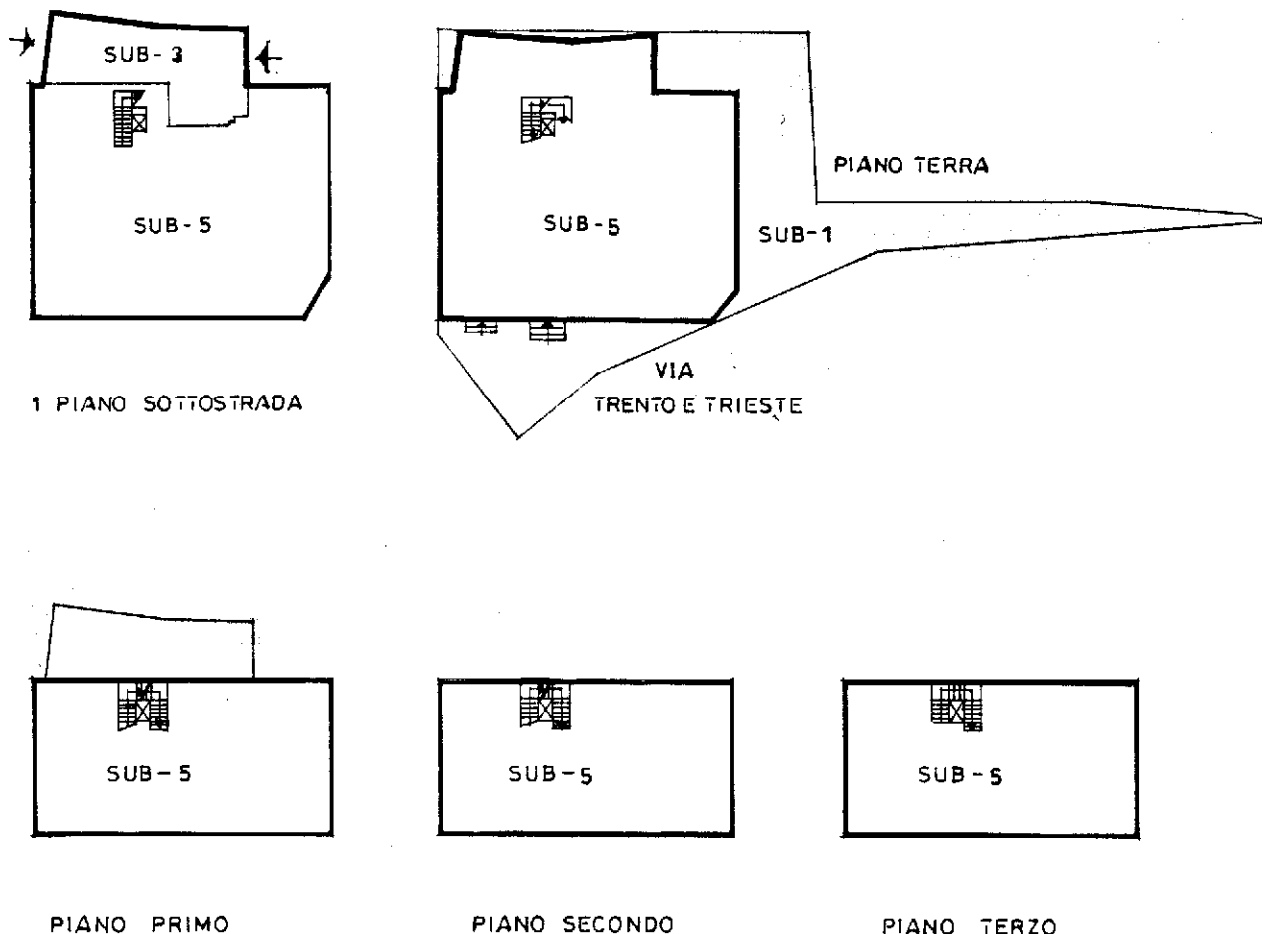 SUB-3
SUB-5
1 PIANO SOTTOSTRADA
PIANO TERRA
SUB-5
SUB-1
VIA
TRENTO E TRIESTE
SUB-5
PIANO PRIMO
SUB-5
PIANO SECONDO
SUB-5
PIANO TERZO